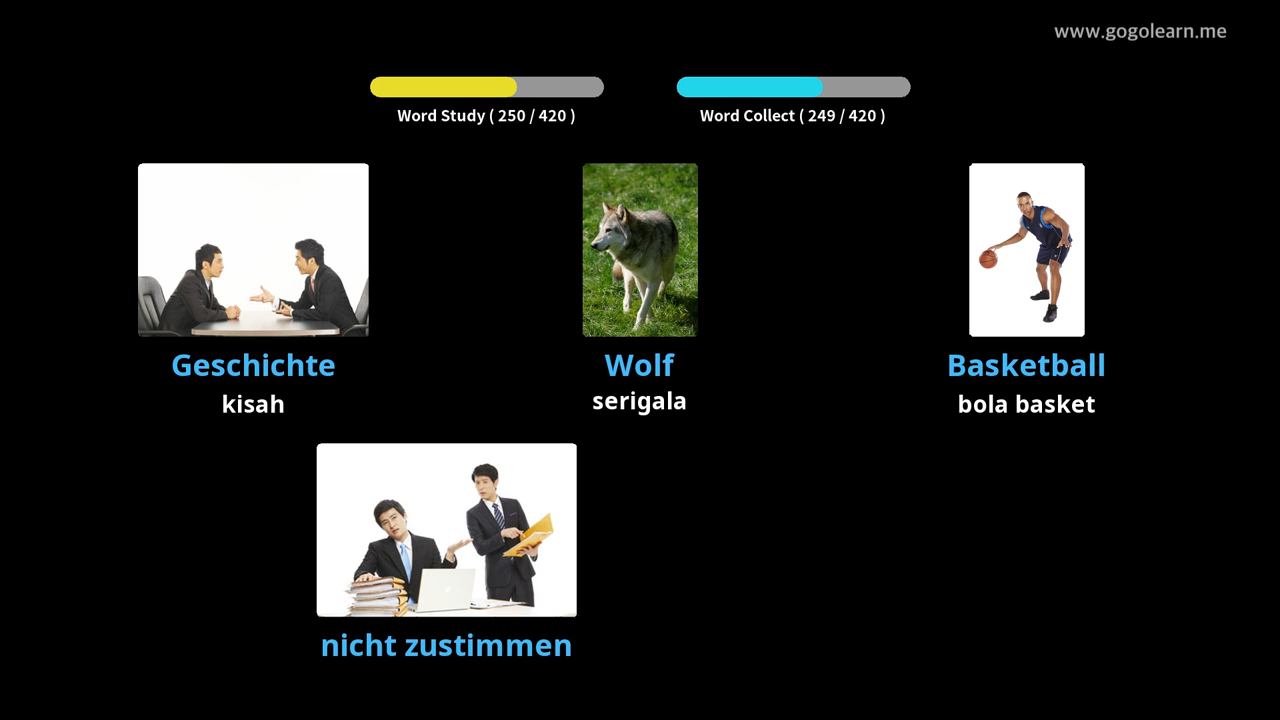 www.gogolearn.me
Word Study ( 250 / 420 )
Word Collect ( 249 / 420 )
Geschichte
kisah
Wolf
serigala
Basketball
bola basket
nicht zustimmen